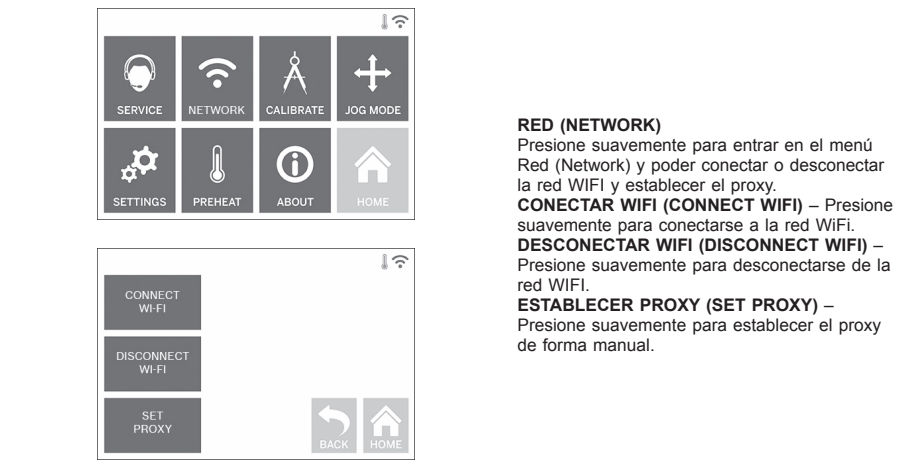 SERVICE
NETWORK
CALIBRATE
JOG MODE
SETTINGS
PREHEAT
ABOUT
HOME
CONNECT
WI-FI
DISCONNECT
WI-FI
SET
PROXY
BACK
HOME
RED (NETWORK)
Presione suavemente para entrar en el menú
Red (Network) y poder conectar o desconectar
la red WIFI y establecer el proxy.
CONECTAR WIFI (CONNECT WIFI) – Presione
suavemente para conectarse a la red WiFi.
DESCONECTAR WIFI (DISCONNECT WIFI) –
Presione suavemente para desconectarse de la
red WIFI.
ESTABLECER PROXY (SET PROXY) –
Presione suavemente para establecer el proxy
de forma manual.